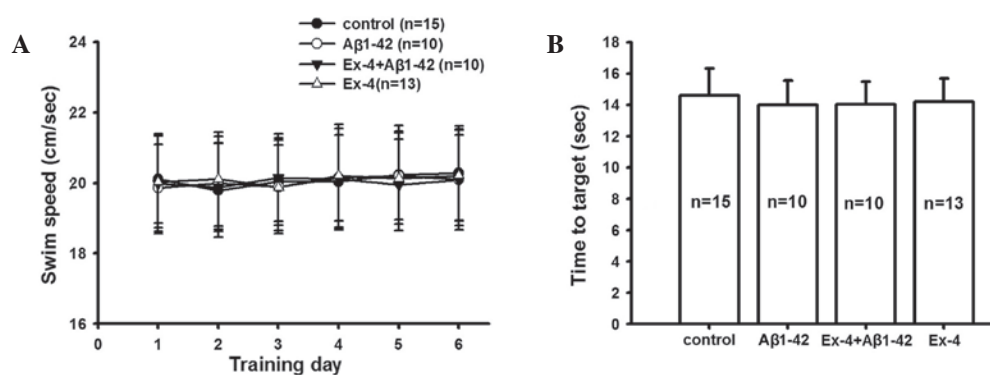 A
control (n=15)
Aβ1-42 (n=10)
Ex-4+Aβ1-42 (n=10)
Ex-4(n=13)
Swim speed (cm/sec)
24
22
20
18
16
0 1 2 3 4 5 6
Training day
B
Time to target (sec)
18
16
14
12
10
8
6
4
2
0
n=15 n=10 n=10 n=13
control Aβ1-42 Ex-4+Aβ1-42 Ex-4